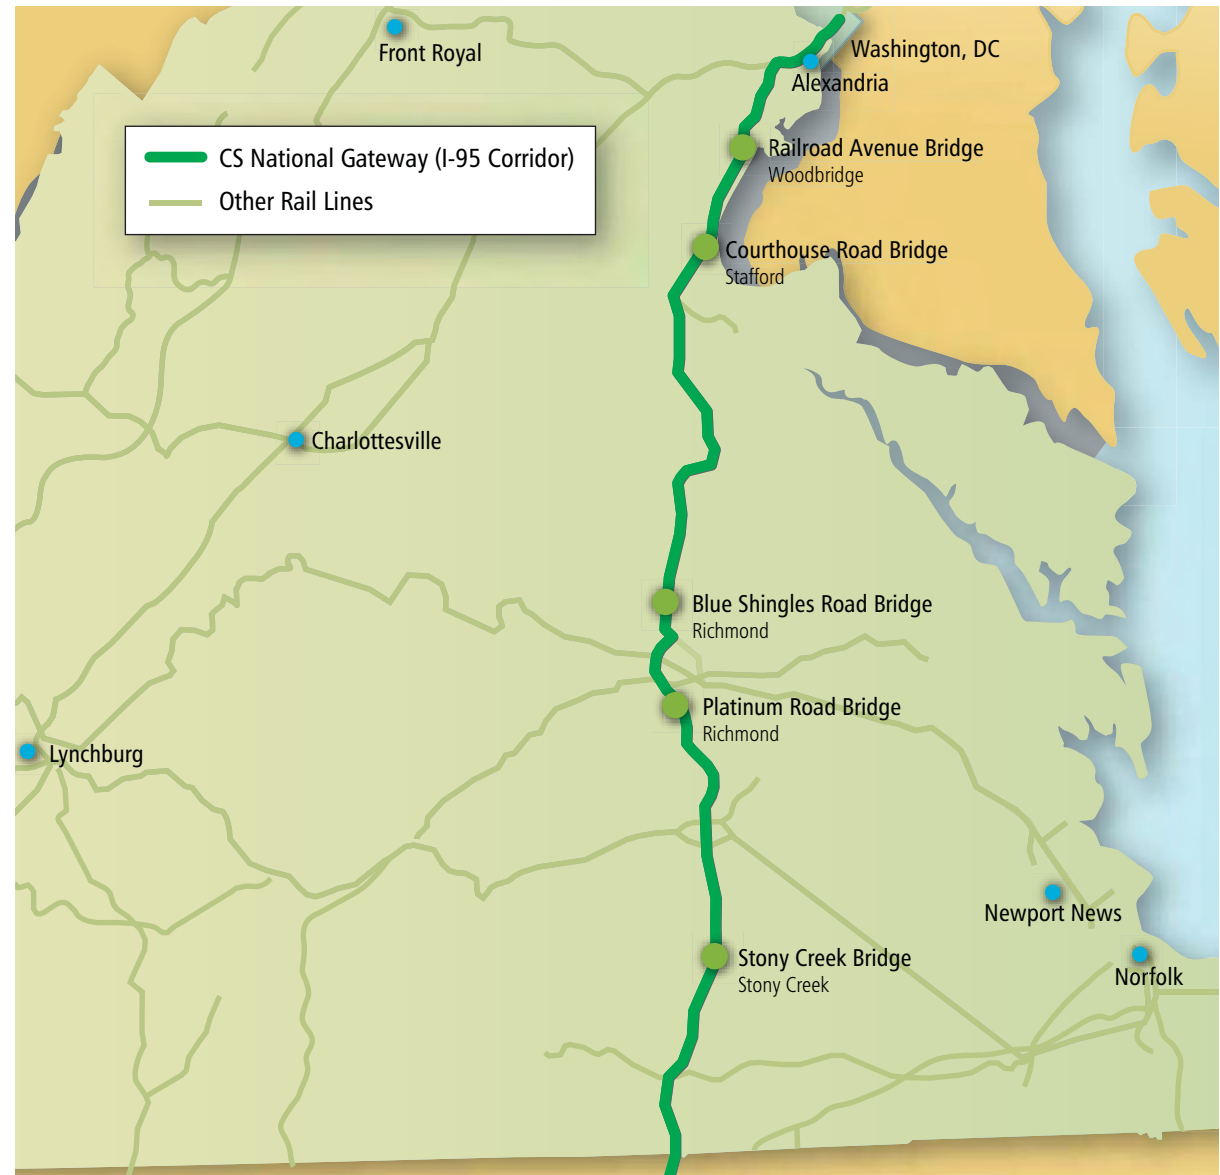 Front Royal
Washington, DC
Alexandria
CS National Gateway (I-95 Corridor)
Other Rail Lines
Railroad Avenue Bridge
Woodbridge
Courthouse Road Bridge
Stafford
Charlottesville
Blue Shingles Road Bridge
Richmond
Platinum Road Bridge
Richmond
Lynchburg
Newport News
Stony Creek Bridge
Stony Creek
Norfolk